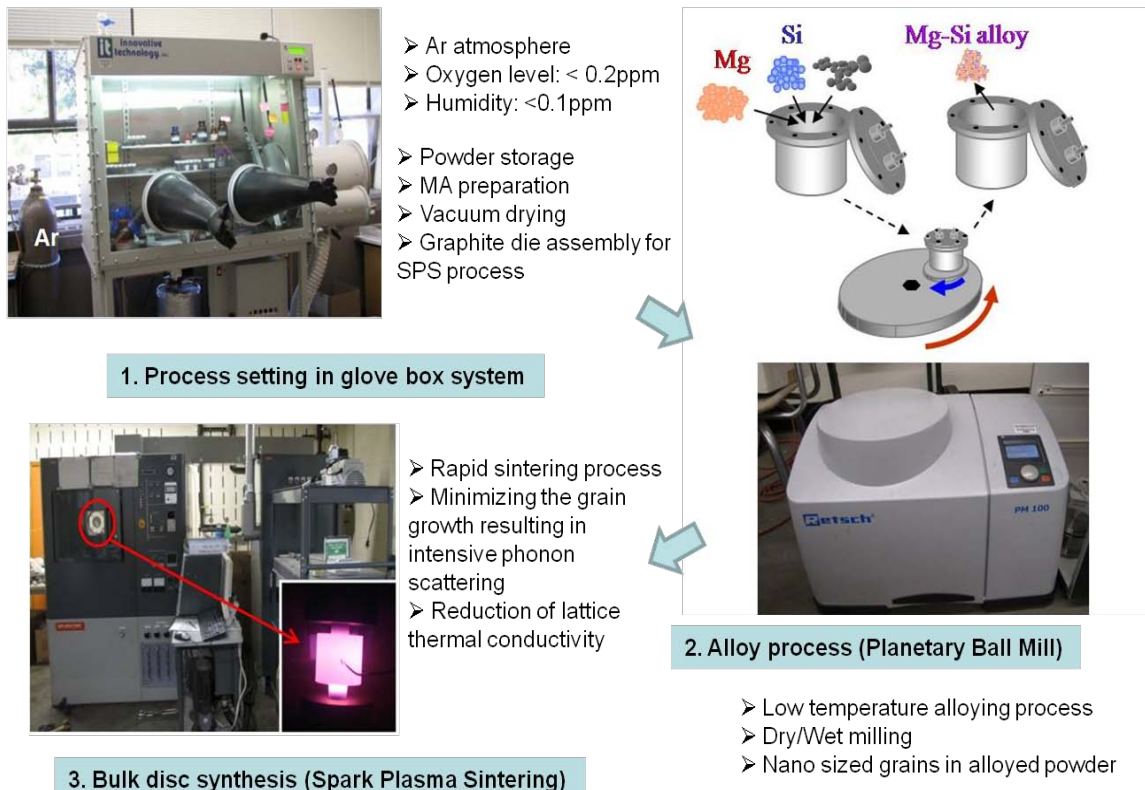 innovative
technology, inc.
Ar
➢ Ar atmosphere
➢ Oxygen level: < 0.2ppm
➢ Humidity: <0.1ppm
➢ Powder storage
➢ MA preparation
➢ Vacuum drying
➢ Graphite die assembly for
SPS process
1. Process setting in glove box system
Mg
Si
Mg-Si alloy
Retsch®
PM 100
2. Alloy process (Planetary Ball Mill)
➢ Low temperature alloying process
➢ Dry/Wet milling
➢ Nano sized grains in alloyed powder
➢ Rapid sintering process
➢ Minimizing the grain
growth resulting in
intensive phonon
scattering
➢ Reduction of lattice
thermal conductivity
3. Bulk disc synthesis (Spark Plasma Sintering)